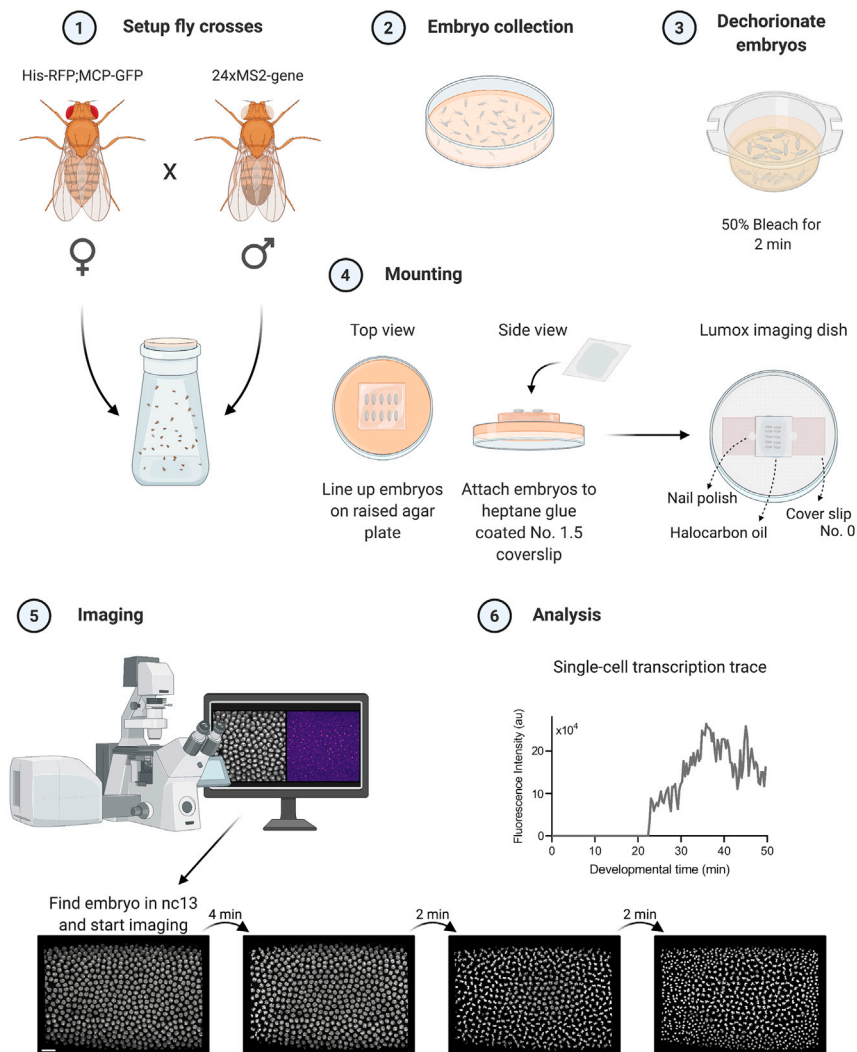 1 Setup fly crosses
His-RFP;MCP-GFP
24xMS2-gene
X
2 Embryo collection
3 Dechorionate
embryos
50% Bleach for
2 min
4 Mounting
Top view
Line up embryos
on raised agar
plate
Side view
Attach embryos to
heptane glue
coated No. 1.5
coverslip
Lumox imaging dish
Nail polish
Halocarbon oil
Cover slip
No. 0
5 Imaging
Find embryo in nc13
and start imaging
4 min
2 min
2 min
6 Analysis
Single-cell transcription trace
Fluorescence Intensity (au)
x10⁴
20
10
0
0 10 20 30 40 50
Developmental time (min)